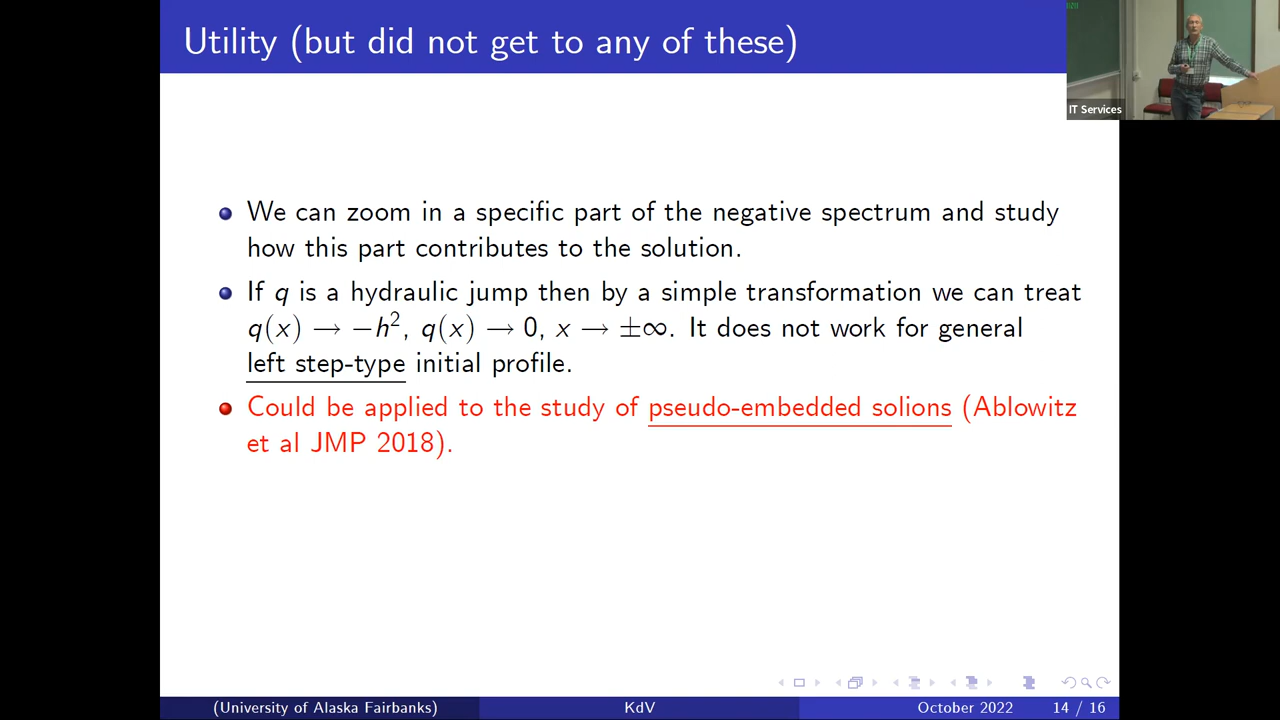 Utility (but did not get to any of these)
IT Services
We can zoom in a specific part of the negative spectrum and study
how this part contributes to the solution.
If q is a hydraulic jump then by a simple transformation we can treat
q(x) → −h², q(x) → 0, x → ±∞. It does not work for general
left step-type initial profile.
Could be applied to the study of pseudo-embedded solions (Ablowitz
et al JMP 2018).
(University of Alaska Fairbanks) KdV October 2022 14 / 16